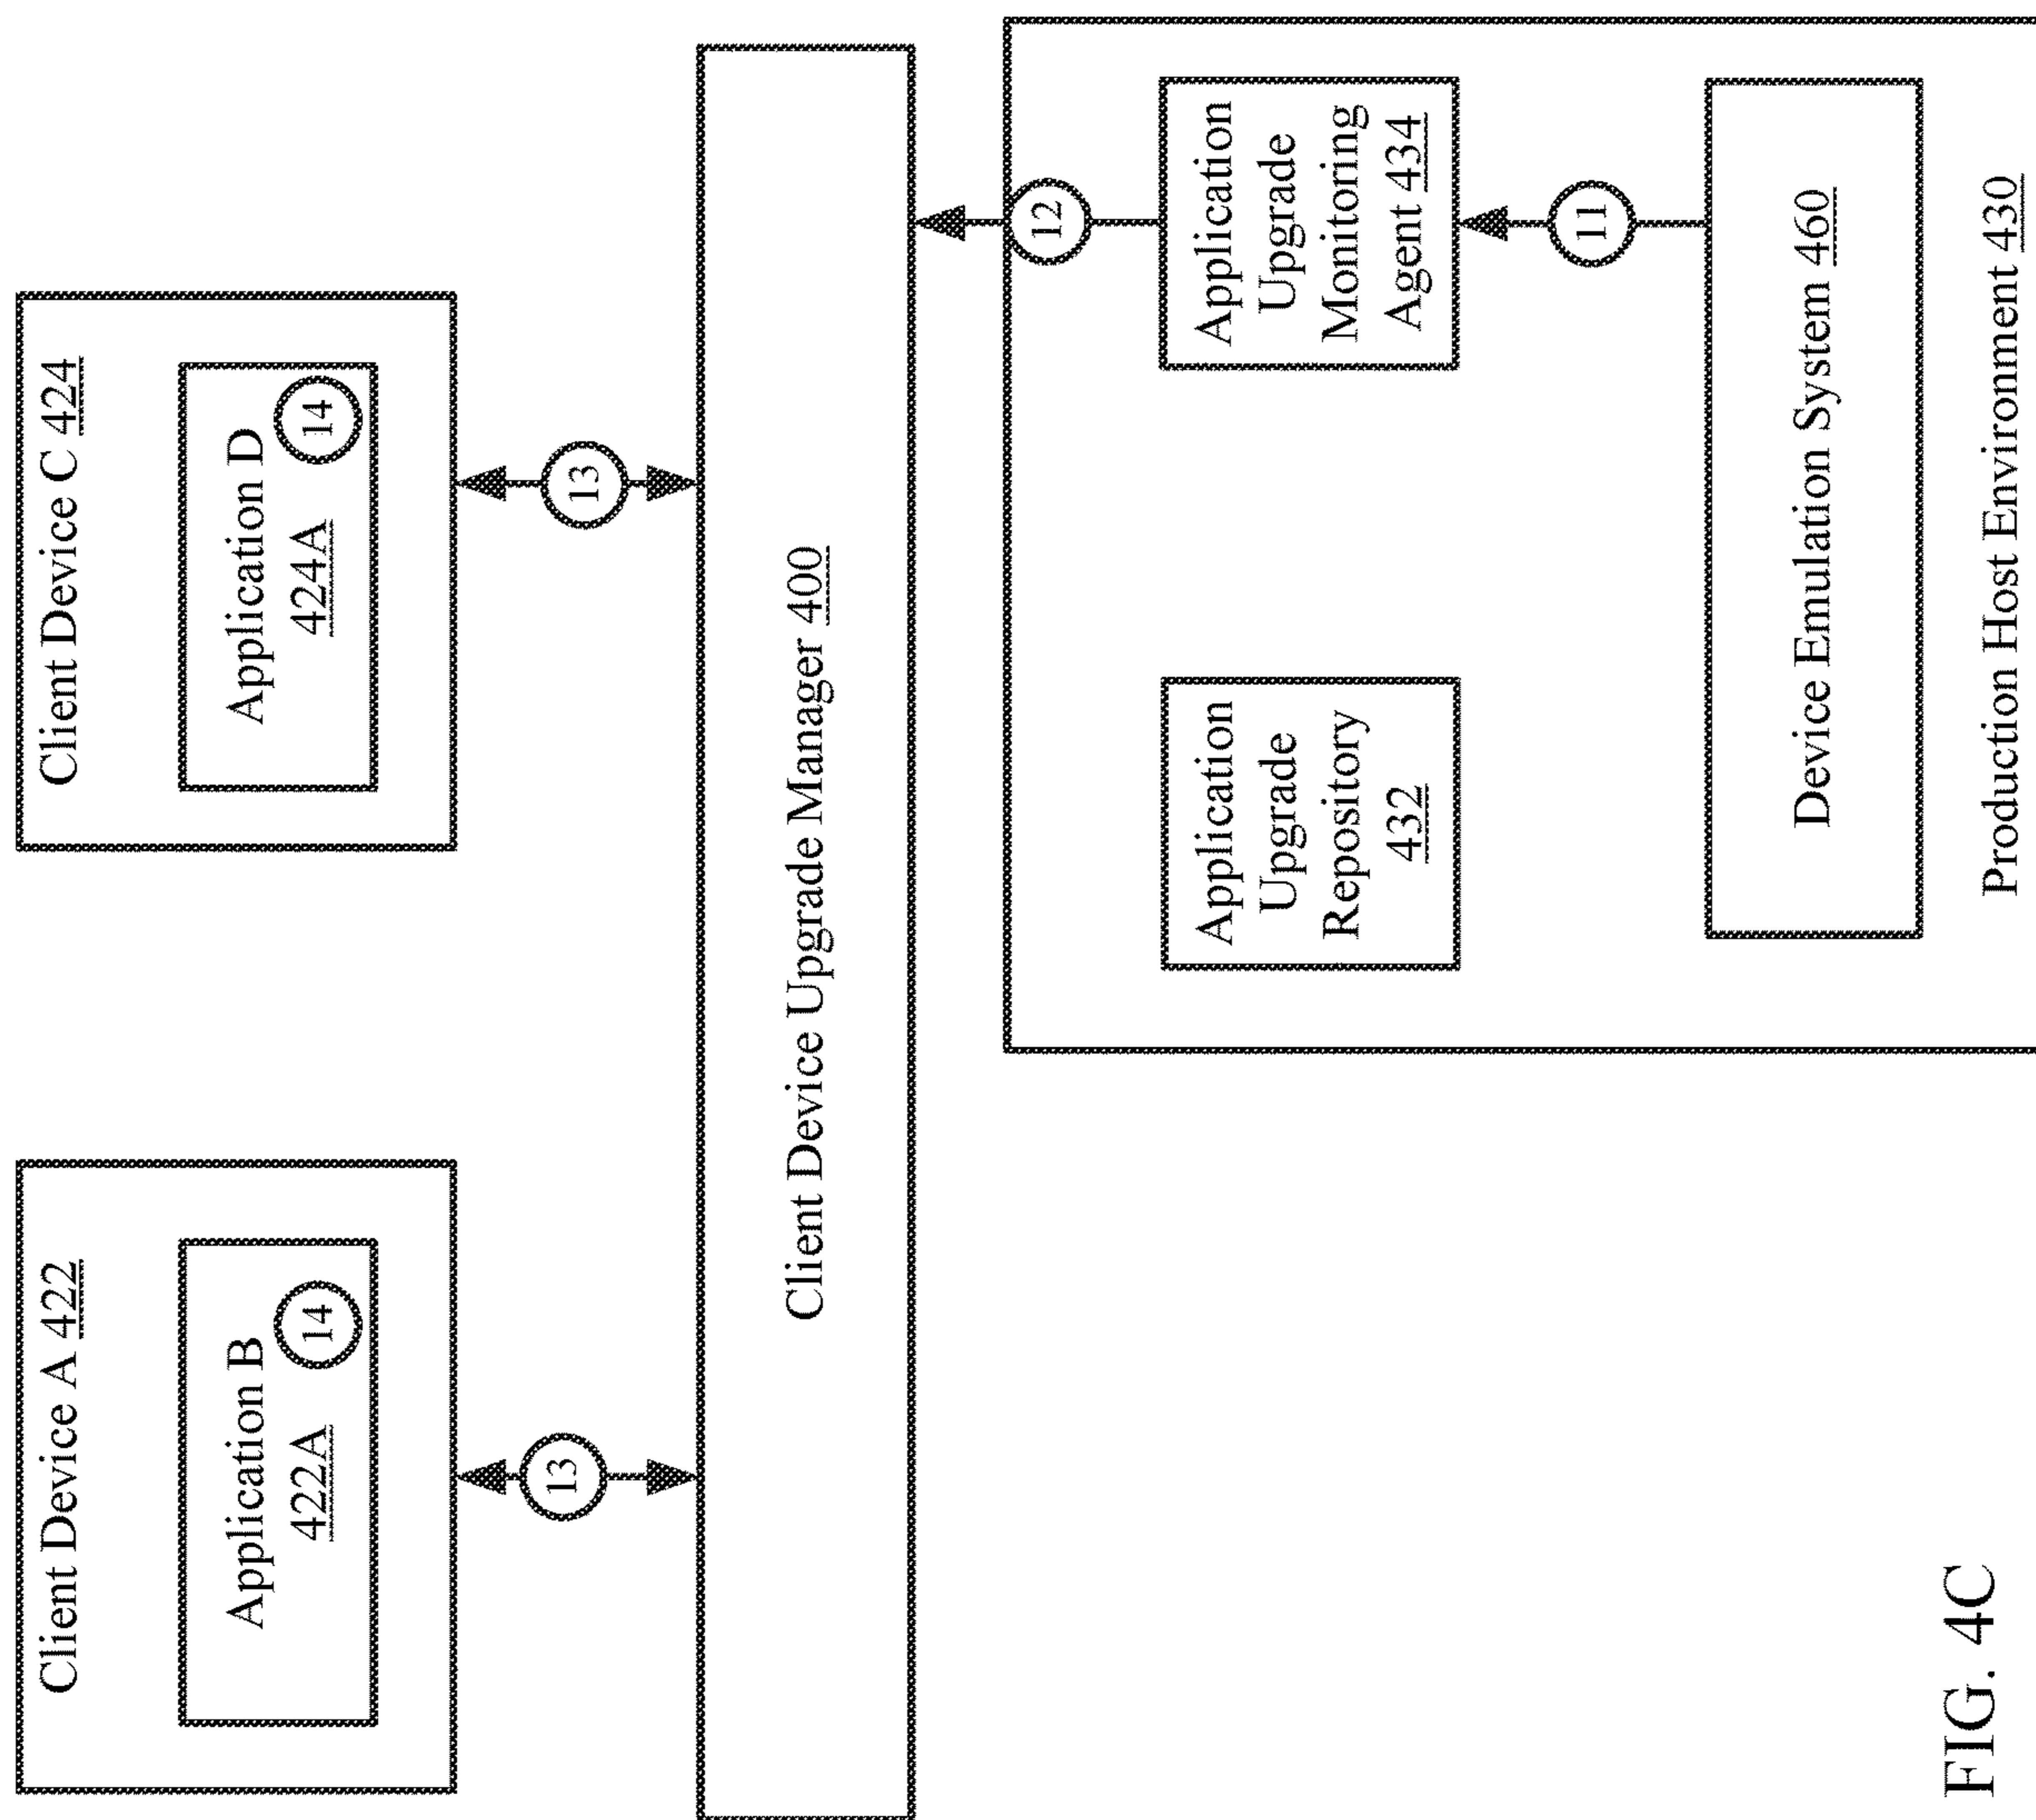 Client Device A 422
Application B
422A
14
13
Client Device C 424
Application D
424A
14
13
Client Device Upgrade Manager 400
12
Application
Upgrade
Repository
432
Application
Upgrade
Monitoring
Agent 434
11
Device Emulation System 460
Production Host Environment 430
FIG. 4C